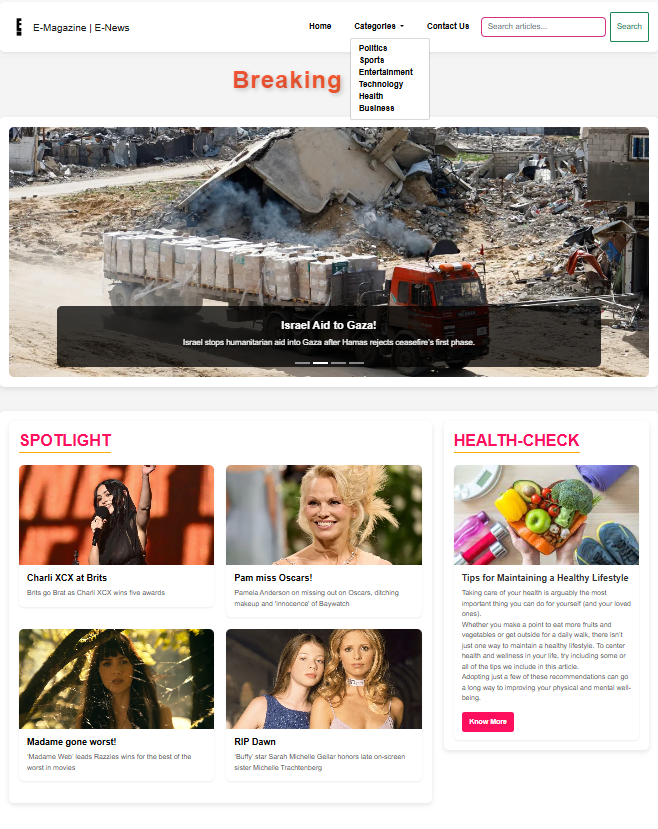 E
E-Magazine | E-News
Home
Categories
Contact Us
Search articles...
Search
Politics
Sports
Entertainment
Technology
Health
Business
Breaking
Israel Aid to Gaza!
Israel stops humanitarian aid into Gaza after Hamas rejects ceasefire's first phase.
SPOTLIGHT
Charli XCX at Brits
Brits go Brat as Charli XCX wins five awards
Pam miss Oscars!
Pamela Anderson on missing out on Oscars, ditching
makeup and 'innocence' of Baywatch
Madame gone worst!
'Madame Web' leads Razzies wins for the best of the
worst in movies
RIP Dawn
'Buffy' star Sarah Michelle Gellar honors late on-screen
sister Michelle Trachtenberg
HEALTH-CHECK
Tips for Maintaining a Healthy Lifestyle
Taking care of your health is arguably the most
important thing you can do for yourself (and your loved
ones).
Whether you make a point to eat more fruits and
vegetables or get outside for a daily walk, there isn't
just one way to maintain a healthy lifestyle. To center
health and wellness in your life, try including some or
all of the tips we include in this article.
Adopting just a few of these recommendations can go
a long way to improving your physical and mental well-
being.
Know More